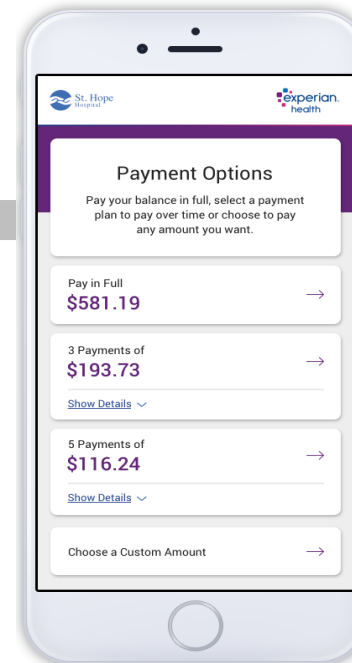 St. Hope
Hospital
experian.
health
Payment Options
Pay your balance in full, select a payment
plan to pay over time or choose to pay
any amount you want.
Pay in Full
$581.19
3 Payments of
$193.73
Show Details
5 Payments of
$116.24
Show Details
Choose a Custom Amount